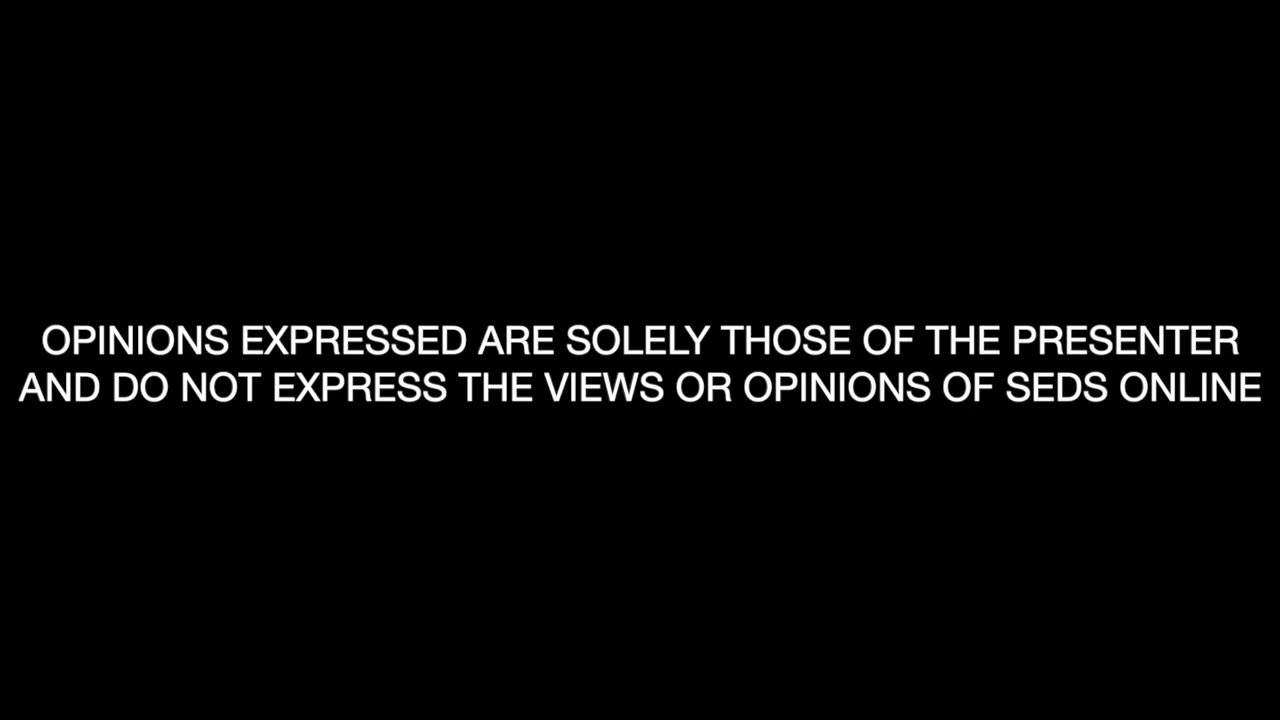 OPINIONS EXPRESSED ARE SOLELY THOSE OF THE PRESENTER
AND DO NOT EXPRESS THE VIEWS OR OPINIONS OF SEDS ONLINE